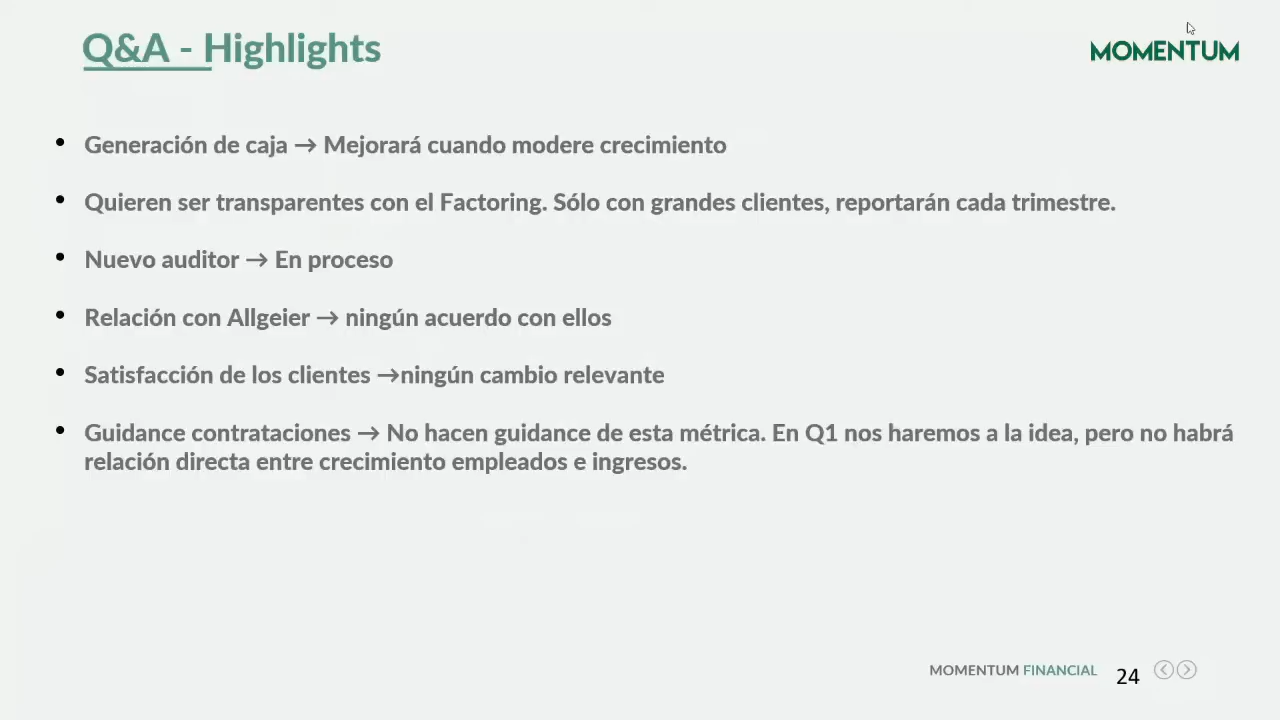 Q&A - Highlights
MOMENTUM
• Generación de caja → Mejorará cuando modere crecimiento
• Quieren ser transparentes con el Factoring. Sólo con grandes clientes, reportarán cada trimestre.
• Nuevo auditor → En proceso
• Relación con Allgeier → ningún acuerdo con ellos
• Satisfacción de los clientes →ningún cambio relevante
• Guidance contrataciones → No hacen guidance de esta métrica. En Q1 nos haremos a la idea, pero no habrá
relación directa entre crecimiento empleados e ingresos.
MOMENTUM FINANCIAL 24